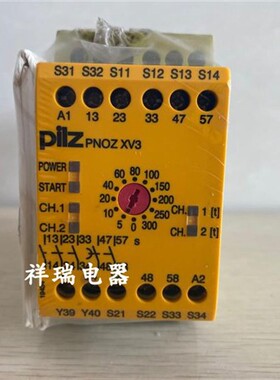 S31 S32 S11 S12 S13 S14
A1 13 23 33 47 57
pilz PNOZ XV3
POWER
START
60 80 100
40 150
20 200
10 250
5 0 300
CH.1
CH.2
CH. 1 [t]
2 [t]
|13|23|33 |47|57 s
48 58 A2
Y39 Y40 S21 S22 S33 S34
祥瑞电器